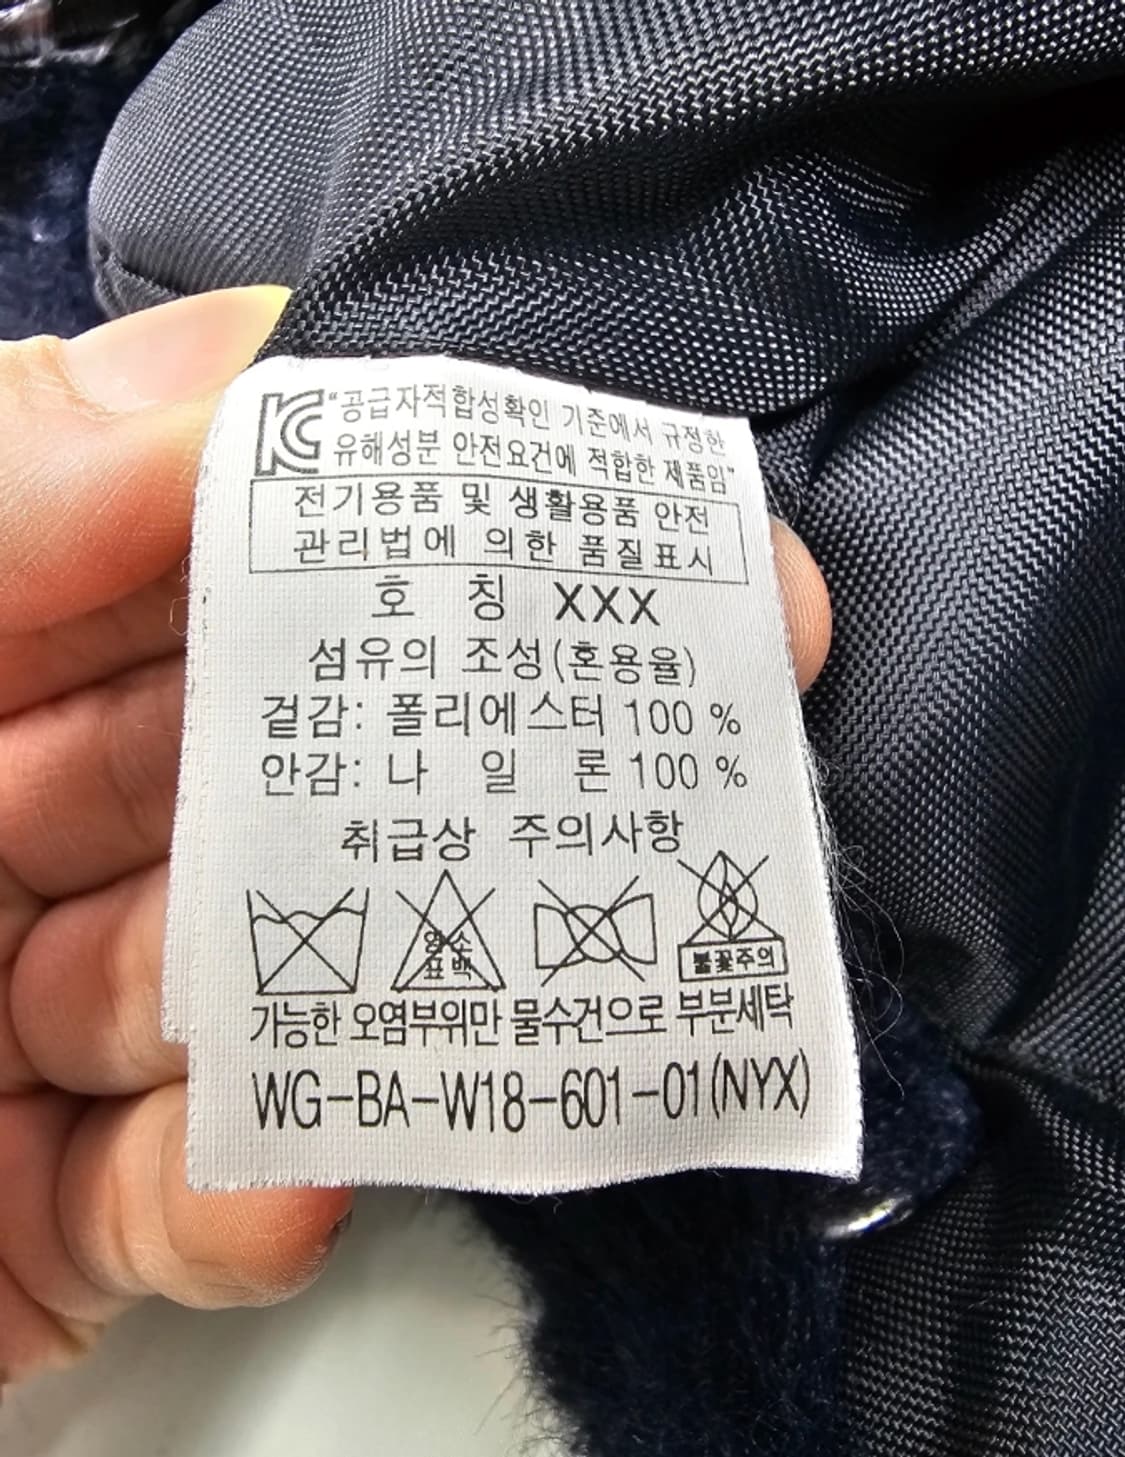 KC "공급자적합성확인 기준에서 규정한
유해성분 안전요건에 적합한 제품임"
전기용품 및 생활용품 안전
관리법에 의한 품질표시
호 칭 XXX
섬유의 조성(혼용율)
겉감: 폴리에스터 100 %
안감: 나 일 론 100 %
취급상 주의사항
염소
표백
불꽃주의
가능한 오염부위만 물수건으로 부분세탁
WG-BA-W18-601-01(NYX)